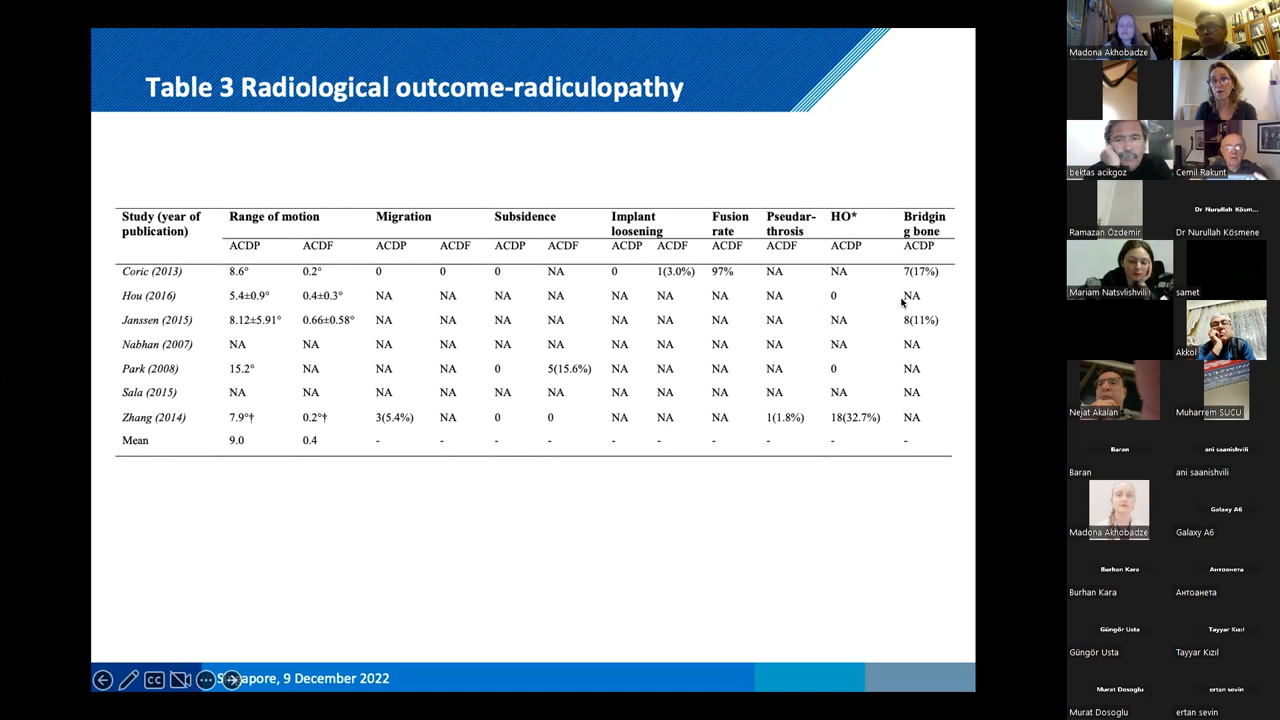 Table 3 Radiological outcome-radiculopathy
Study (year of publication) Range of motion Migration Subsidence Implant loosening Fusion rate Pseudar-throsis HO* Bridging bone
ACDP ACDF ACDP ACDF ACDP ACDF ACDP ACDF ACDF ACDF ACDP ACDP
Coric (2013) 8.6° 0.2° 0 0 0 NA 0 1(3.0%) 97% NA NA 7(17%)
Hou (2016) 5.4±0.9° 0.4±0.3° NA NA NA NA NA NA NA NA 0 NA
Janssen (2015) 8.12±5.91° 0.66±0.58° NA NA NA NA NA NA NA NA NA 8(11%)
Nabhan (2007) NA NA NA NA NA NA NA NA NA NA NA NA
Park (2008) 15.2° NA NA NA 0 5(15.6%) NA NA NA NA 0 NA
Sala (2015) NA NA NA NA NA NA NA NA NA NA NA NA
Zhang (2014) 7.9°† 0.2°† 3(5.4%) NA 0 0 NA NA NA 1(1.8%) 18(32.7%) NA
Mean 9.0 0.4 - - - - - - - - - -
CC
apore, 9 December 2022
Madona Akhobadze
bektas acikgoz
Cemil Rakunt
Ramazan Özdemir
Dr Nurullah Kösm...
Dr Nurullah Kösmene
Mariam Natsvlishvili
samet
Akkol
Nejat Akalan
Muharrem SUCU
Baran
Baran
ani saanishvili
ani saanishvili
Madona Akhobadze
Galaxy A6
Galaxy A6
Burhan Kara
Burhan Kara
Антоанета
Антоанета
Güngör Usta
Güngör Usta
Tayyar Kızıl
Tayyar Kızıl
Murat Dosoglu
Murat Dosoglu
ertan sevin
ertan sevin